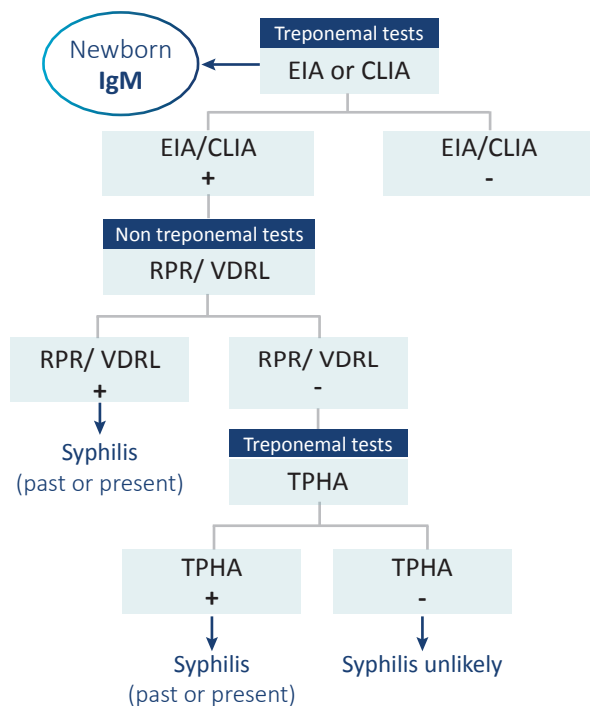 Treponemal tests
Newborn
IgM
EIA or CLIA
EIA/CLIA
+
EIA/CLIA
-
Non treponemal tests
RPR/ VDRL
RPR/ VDRL
+
RPR/ VDRL
-
Syphilis
(past or present)
Treponemal tests
TPHA
TPHA
+
TPHA
-
Syphilis
(past or present)
Syphilis unlikely